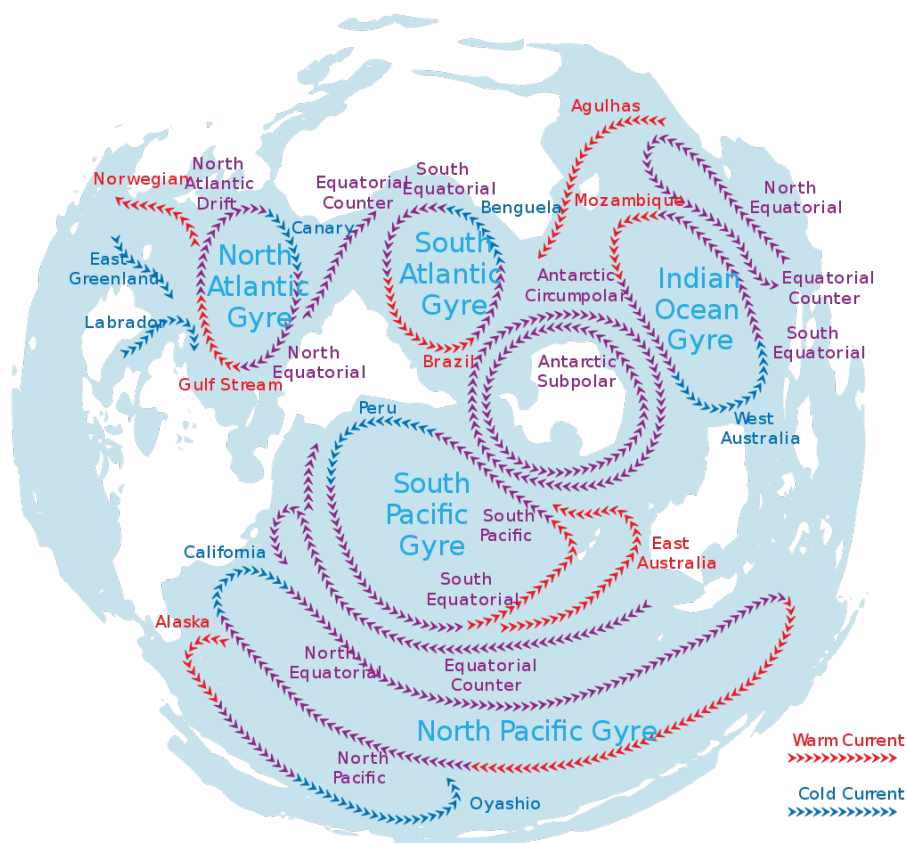 Agulhas
North
Atlantic
Drift
Norwegian
Equatorial
Counter
South
Equatorial
Benguela
Mozambique
North
Equatorial
Canary
East
Greenland
North
Atlantic
Gyre
South
Atlantic
Gyre
Antarctic
Circumpolar
Indian
Ocean
Gyre
Equatorial
Counter
Labrador
South
Equatorial
Gulf Stream
North
Equatorial
Brazil
Antarctic
Subpolar
Peru
West
Australia
South
Pacific
Gyre
South
Pacific
California
East
Australia
South
Equatorial
Alaska
North
Equatorial
Equatorial
Counter
North Pacific Gyre
North
Pacific
Oyashio
Warm Current
Cold Current